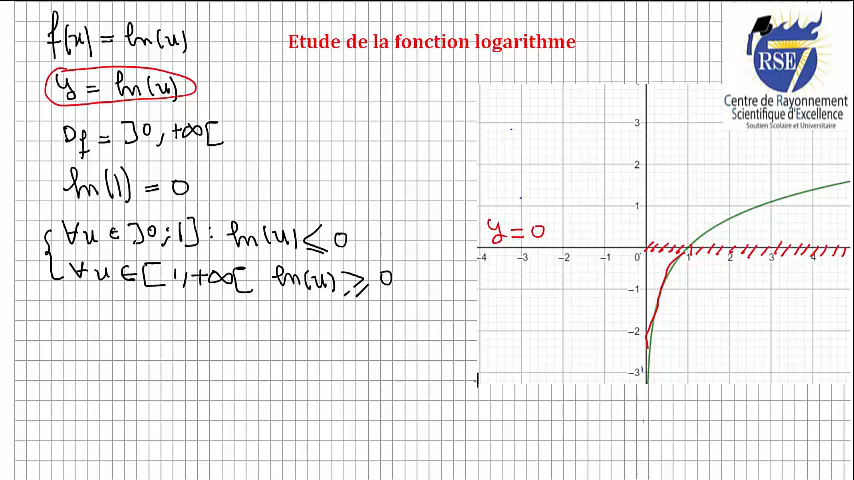 f(x) = ln(x)
y = ln(x)
Df = ]0, +∞[
ln(1) = 0
{ ∀x ∈ ]0; 1] : ln(x) ≤ 0
∀x ∈ [1, +∞[ ln(x) ≥ 0
Etude de la fonction logarithme
RSE7
Centre de Rayonnement
Scientifique d'Excellence
Soutien Scolaire et Universitaire
3
2
1
y = 0
-4 -3 -2 -1 0 1 2 3 4
-1
-2
-3